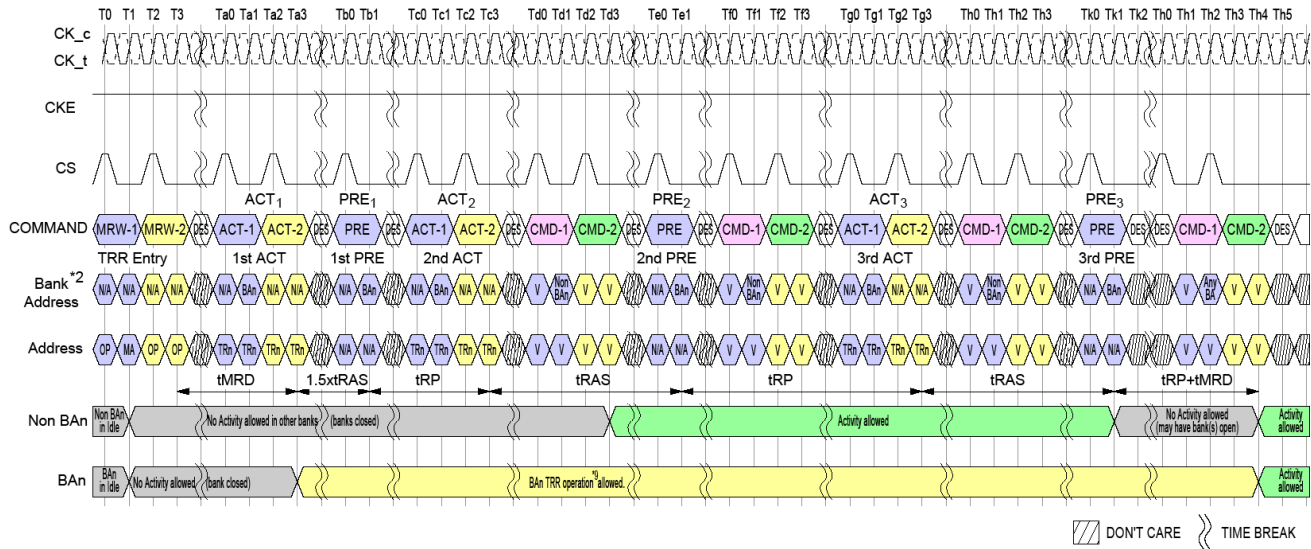 T0 T1 T2 T3 Ta0 Ta1 Ta2 Ta3 Tb0 Tb1 Tc0 Tc1 Tc2 Tc3 Td0 Td1 Td2 Td3 Te0 Te1 Tf0 Tf1 Tf2 Tf3 Tg0 Tg1 Tg2 Tg3 Th0 Th1 Th2 Th3 Tk0 Tk1 Tk2 Th0 Th1 Th2 Th3 Th4 Th5
CK_c
CK_t
CKE
CS
ACT1 PRE1 ACT2 PRE2 ACT3 PRE3
COMMAND MRW-1 MRW-2 DES ACT-1 ACT-2 DES PRE DES ACT-1 ACT-2 DES CMD-1 CMD-2 DES PRE DES CMD-1 CMD-2 DES ACT-1 ACT-2 DES CMD-1 CMD-2 DES PRE DES DES CMD-1 CMD-2 DES
TRR Entry 1st ACT 1st PRE 2nd ACT 2nd PRE 3rd ACT 3rd PRE
Bank*2 Address N/A N/A N/A N/A N/A BAn N/A N/A N/A BAn N/A BAn N/A N/A V Non BAn V V N/A BAn V Non BAn V V N/A BAn N/A N/A V Non BAn V V N/A BAn V Any BA V V
Address OP MA OP OP TRn TRn TRn TRn N/A N/A TRn TRn TRn TRn V V V V N/A N/A V V V V TRn TRn TRn TRn V V V V N/A N/A V V V V
tMRD 1.5xtRAS tRP tRAS tRP tRAS tRP+tMRD
Non BAn Non BAn in Idle No Activity allowed in other banks (banks closed) Activity allowed No Activity allowed (may have bank(s) open) Activity allowed
BAn BAn in Idle No Activity allowed (bank closed) BAn TRR operation*9 allowed. Activity allowed
DON'T CARE TIME BREAK